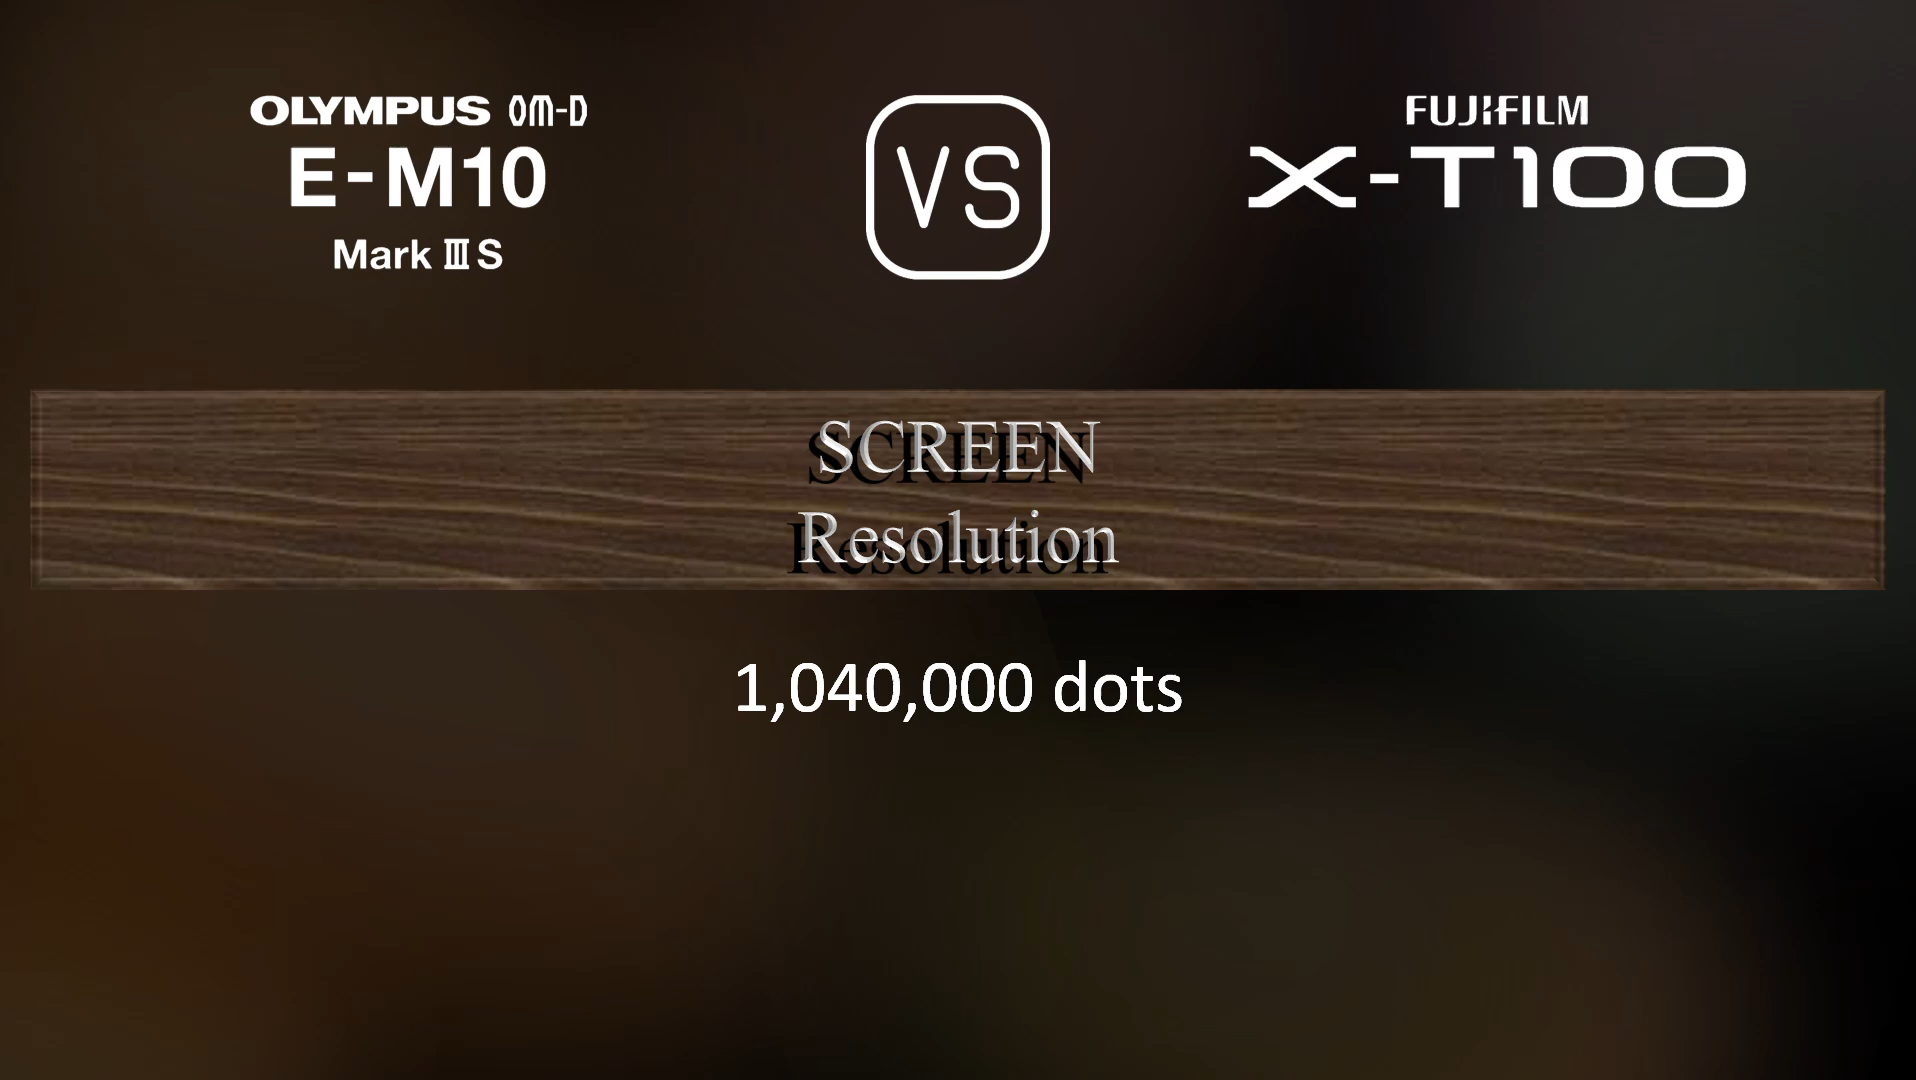 OLYMPUS OM-D
E-M10
Mark III S
VS
FUJIFILM
X-T100
SCREEN
Resolution
1,040,000 dots